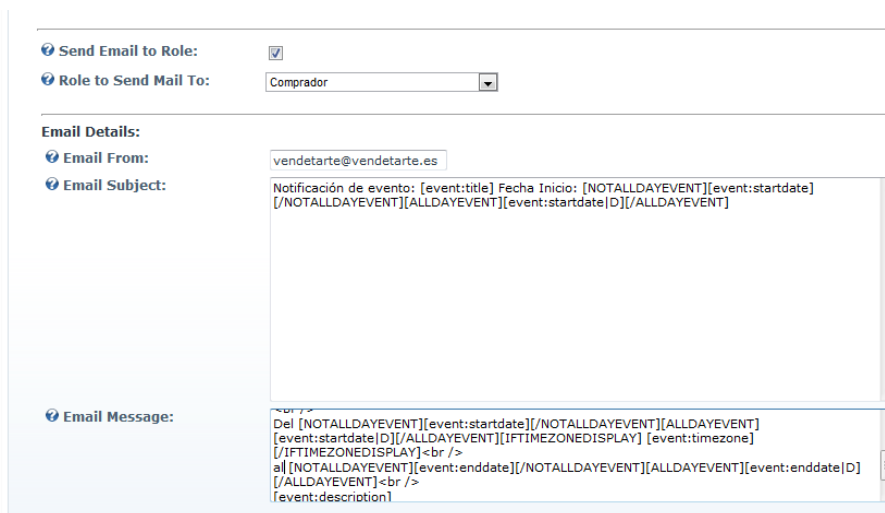 Send Email to Role:
Role to Send Mail To: Comprador
Email Details:
Email From: vendetarte@vendetarte.es
Email Subject: Notificación de evento: [event:title] Fecha Inicio: [NOTALLDAYEVENT][event:startdate]
[/NOTALLDAYEVENT][ALLDAYEVENT][event:startdate|D][/ALLDAYEVENT]
Email Message: <br />
Del [NOTALLDAYEVENT][event:startdate][/NOTALLDAYEVENT][ALLDAYEVENT]
[event:startdate|D][/ALLDAYEVENT][IFTIMEZONEDISPLAY] [event:timezone]
[/IFTIMEZONEDISPLAY]<br />
al [NOTALLDAYEVENT][event:enddate][/NOTALLDAYEVENT][ALLDAYEVENT][event:enddate|D]
[/ALLDAYEVENT]<br />
[event:description]